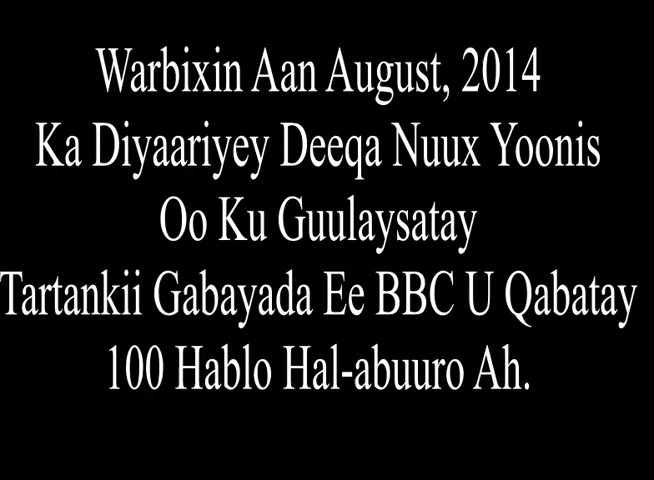 Warbixin Aan August, 2014
Ka Diyaariyey Deeqa Nuux Yoonis
Oo Ku Guulaysatay
Tartankii Gabayada Ee BBC U Qabatay
100 Hablo Hal-abuuro Ah.